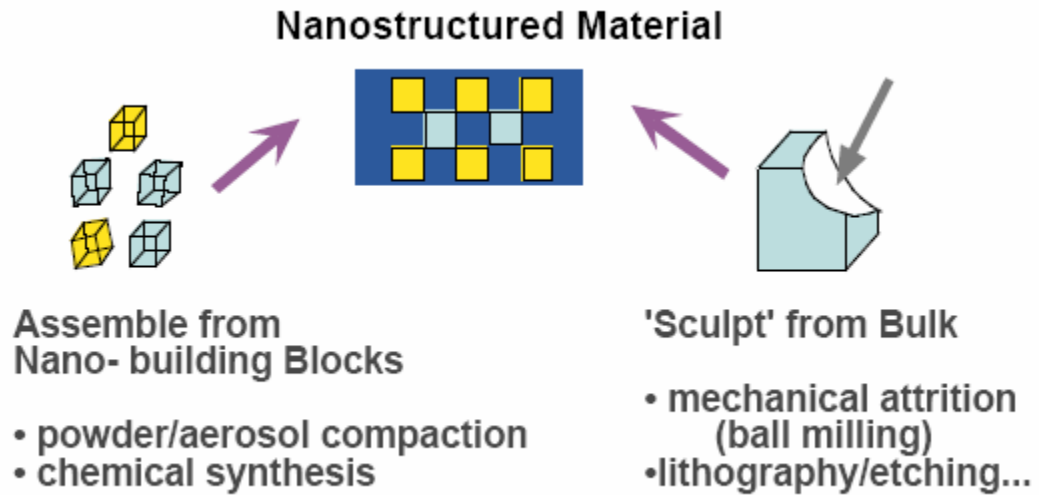 Nanostructured Material
Assemble from
Nano- building Blocks
• powder/aerosol compaction
• chemical synthesis
'Sculpt' from Bulk
• mechanical attrition
(ball milling)
•lithography/etching...